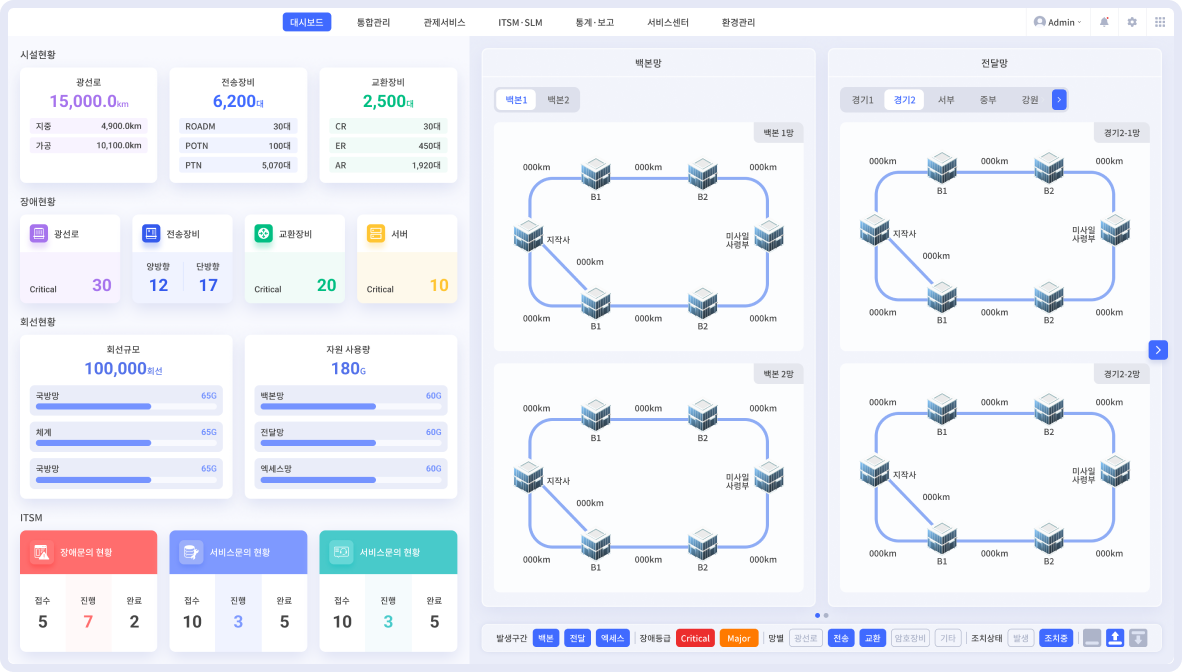 대시보드 통합관리 관제서비스 ITSM·SLM 통계·보고 서비스센터 환경관리 Admin
시설현황
광선로
15,000.0km
지중 4,900.0km
가공 10,100.0km
전송장비
6,200대
ROADM 30대
POTN 100대
PTN 5,070대
교환장비
2,500대
CR 30대
ER 450대
AR 1,920대
장애현황
광선로
Critical 30
전송장비
양방향 단방향
12 17
교환장비
Critical 20
서버
Critical 10
회선현황
회선규모
100,000회선
국방망 65G
체계 65G
국방망 65G
자원 사용량
180G
백본망 60G
전달망 60G
엑세스망 60G
ITSM
장애문의 현황
접수 진행 완료
5 7 2
서비스문의 현황
접수 진행 완료
10 3 5
서비스문의 현황
접수 진행 완료
10 3 5
백본망
백본1 백본2
백본 1망
000km 000km 000km
B1 B2
지작사
미사일
사령부
000km
000km 000km 000km
B1 B2
백본 2망
000km 000km 000km
B1 B2
지작사
미사일
사령부
000km
000km 000km 000km
B1 B2
전달망
경기1 경기2 서부 중부 강원
경기2-1망
000km 000km 000km
B1 B2
지작사
미사일
사령부
000km
000km 000km 000km
B1 B2
경기2-2망
000km 000km 000km
B1 B2
지작사
미사일
사령부
000km
000km 000km 000km
B1 B2
발생구간 백본 전달 엑세스 장애등급 Critical Major 망별 광선로 전송 교환 암호장비 기타 조치상태 발생 조치중